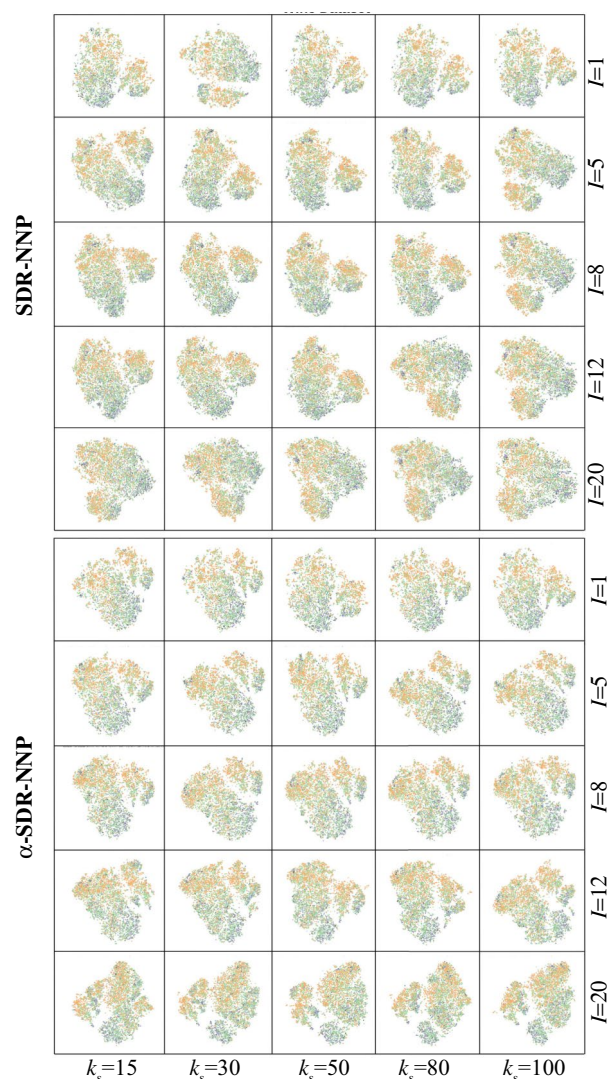 I=1
I=5
SDR-NNP
I=8
I=12
I=20
I=1
I=5
α-SDR-NNP
I=8
I=12
I=20
k_s=15 k_s=30 k_s=50 k_s=80 k_s=100